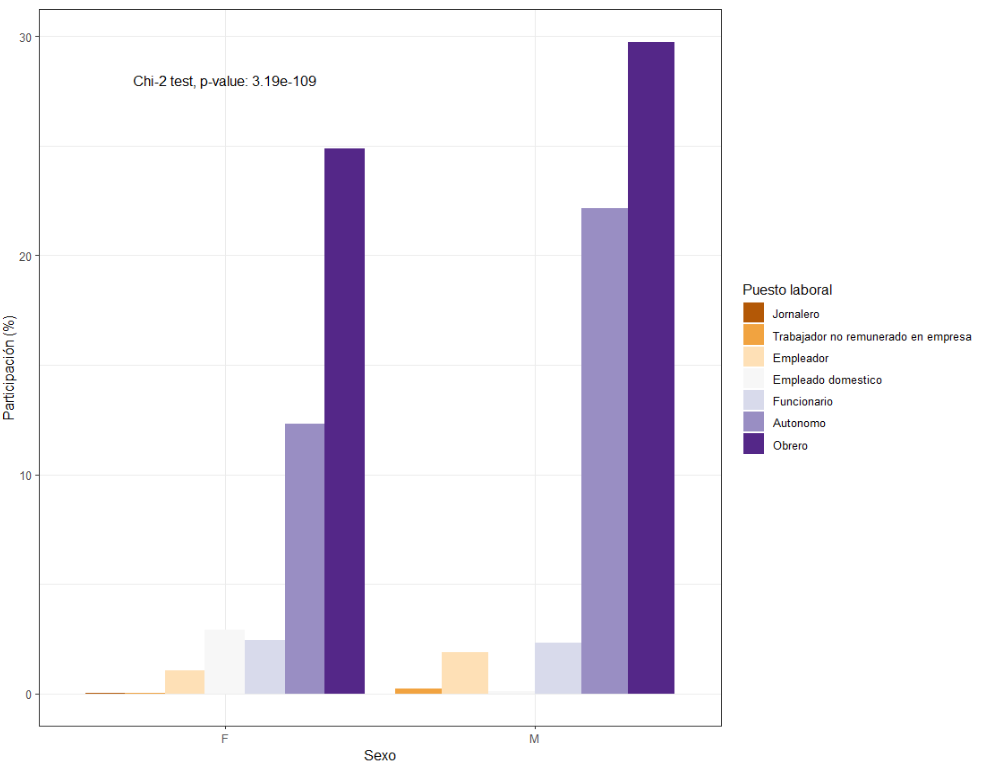 Chi-2 test, p-value: 3.19e-109
30
20
10
0
Participación (%)
F
M
Sexo
Puesto laboral
Jornalero
Trabajador no remunerado en empresa
Empleador
Empleado domestico
Funcionario
Autonomo
Obrero